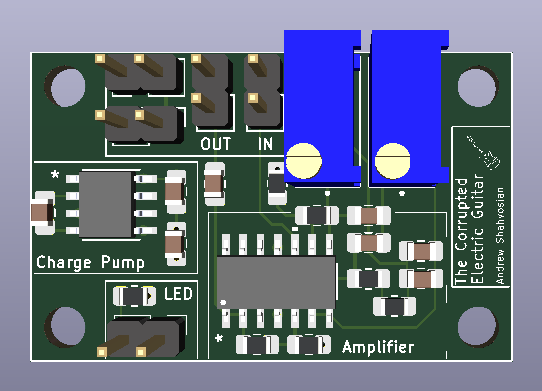 OUT
IN
*
Charge Pump
LED
*
Amplifier
The Corrupted
Electric Guitar
Andrew Shahvosian